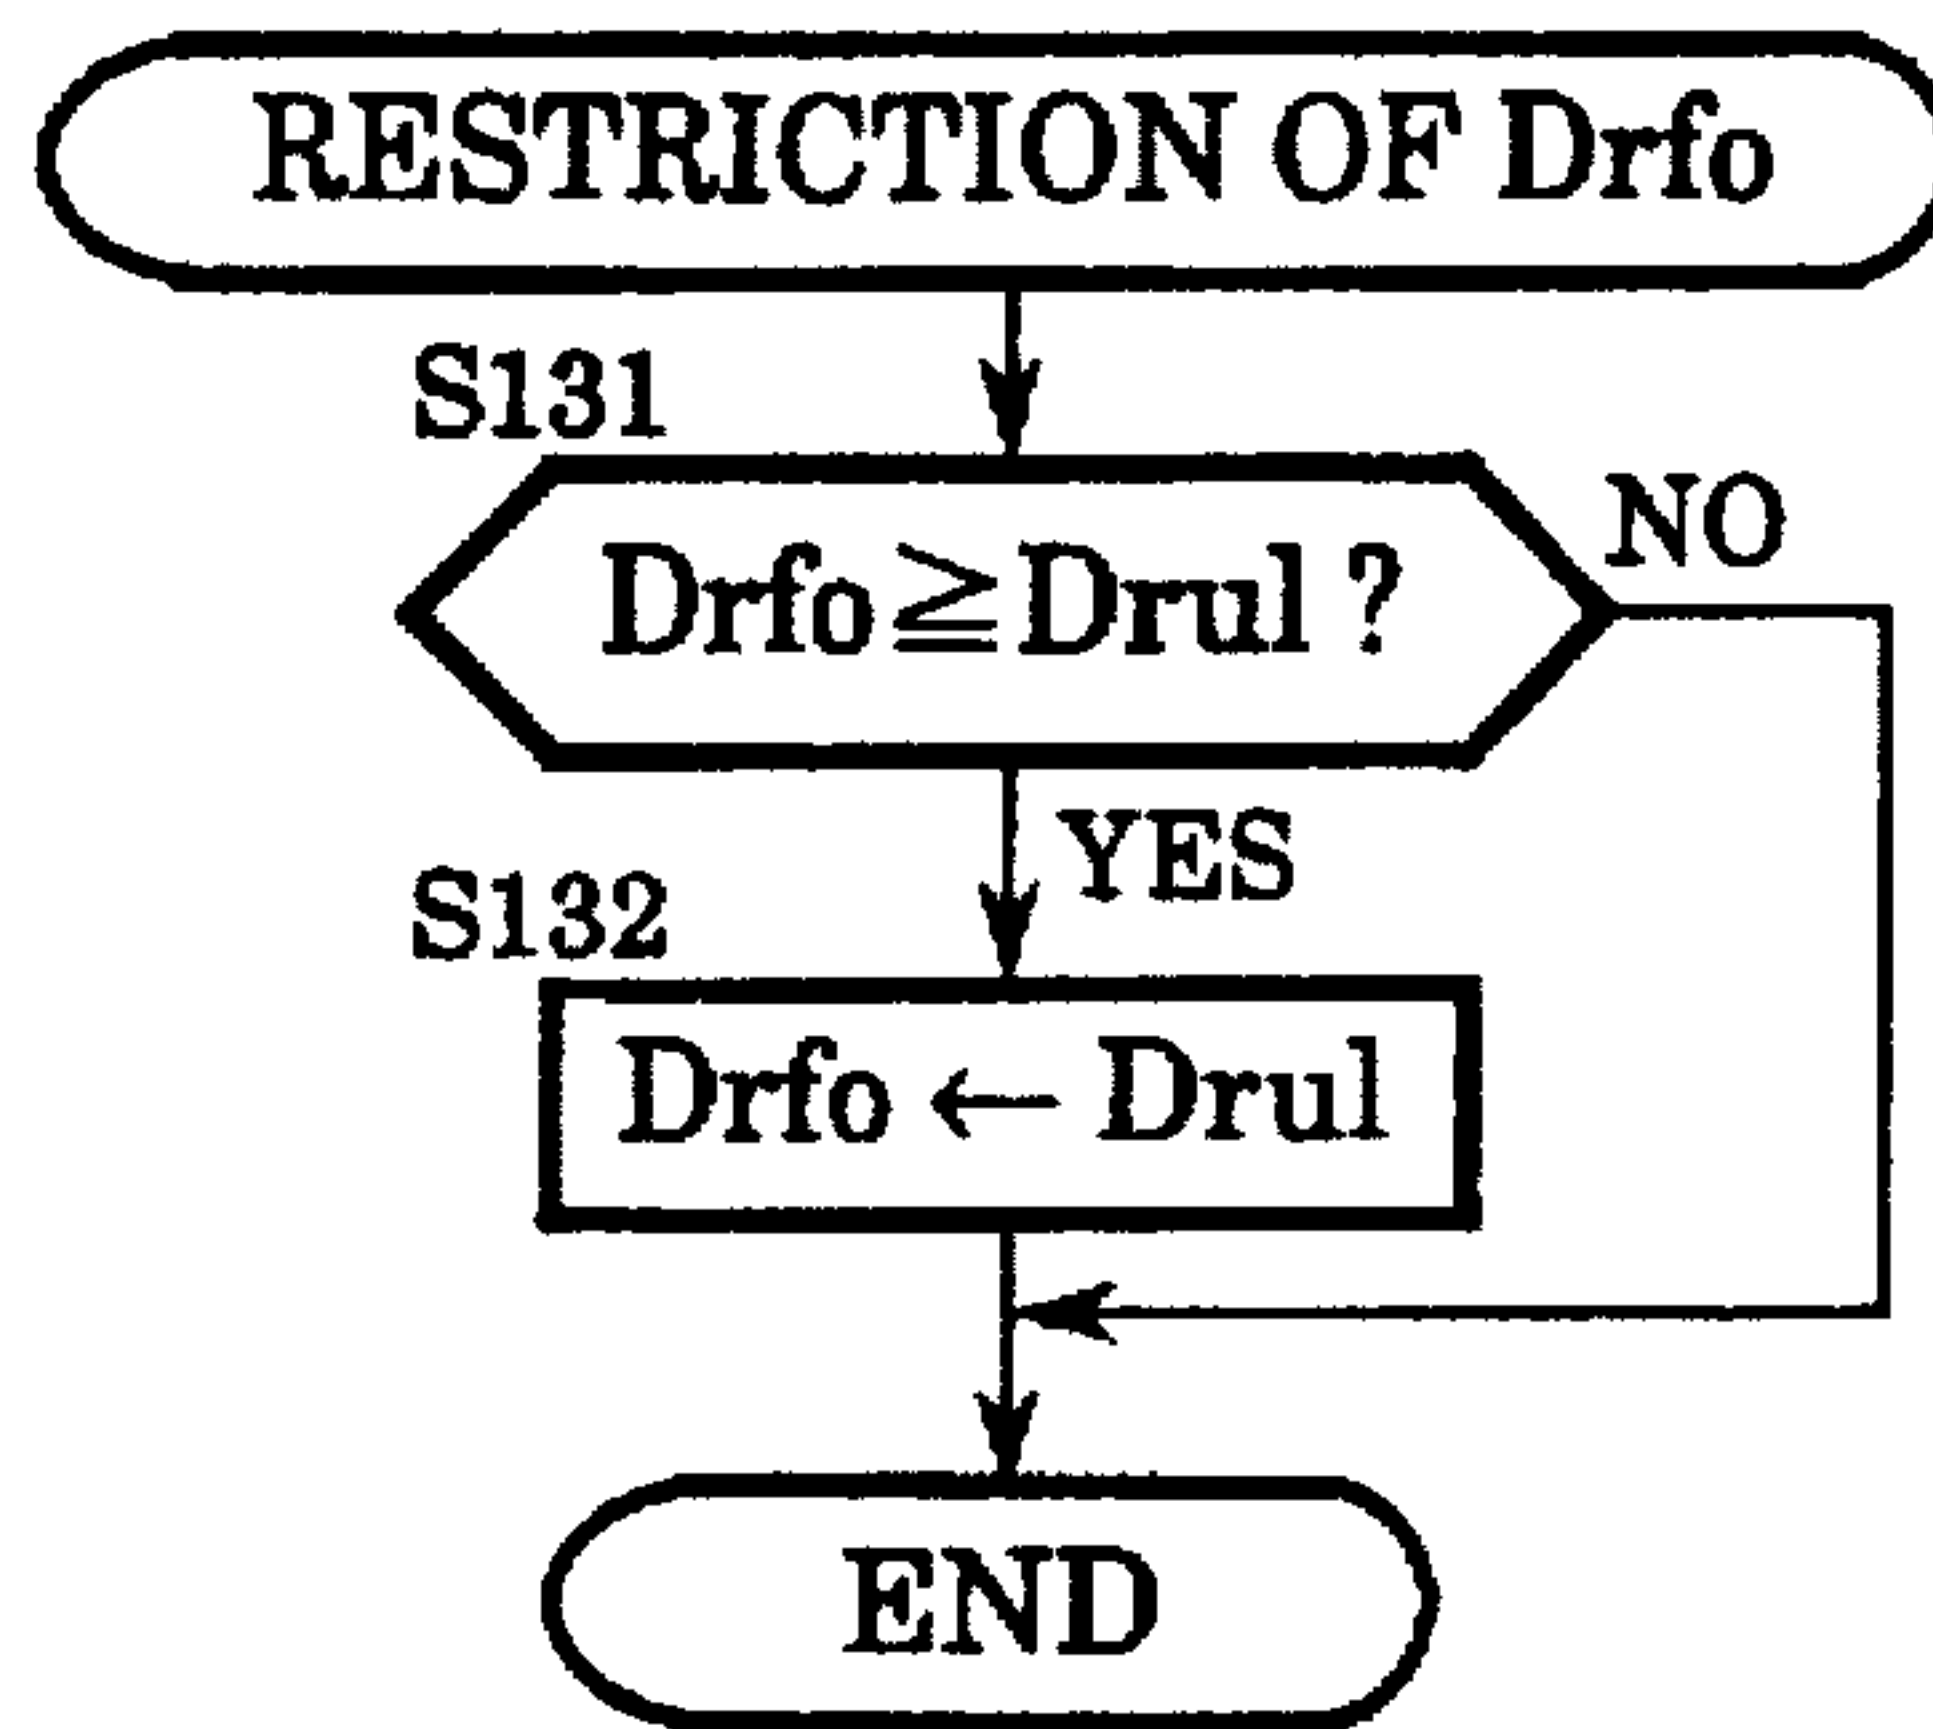 RESTRICTION OF Drfo
S131
Drfo≧Drul ?
NO
YES
S132
Drfo ← Drul
END